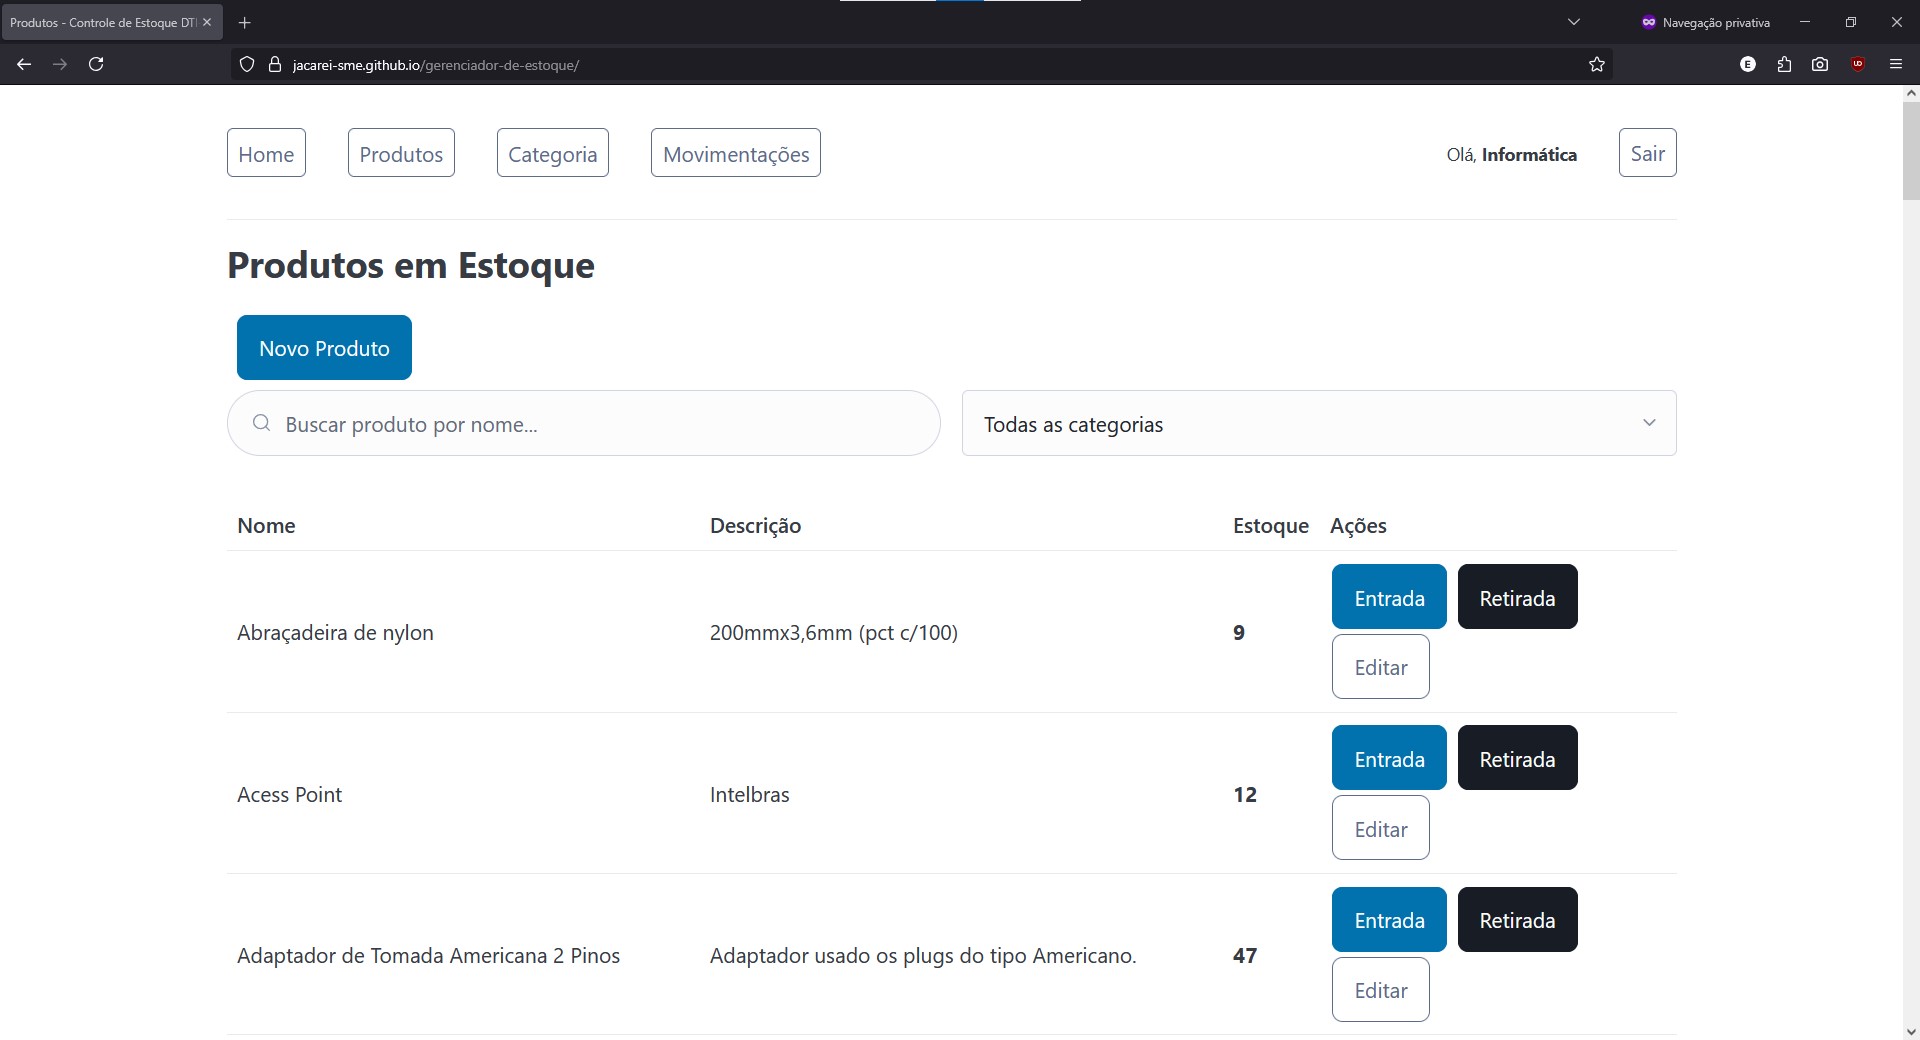 Produtos - Controle de Estoque DTI
Navegação privativa
jacarei-sme.github.io/gerenciador-de-estoque/
Home
Produtos
Categoria
Movimentações
Olá, Informática
Sair
Produtos em Estoque
Novo Produto
Buscar produto por nome...
Todas as categorias
Nome Descrição Estoque Ações
Entrada Retirada
Abraçadeira de nylon 200mmx3,6mm (pct c/100) 9
Editar
Entrada Retirada
Acess Point Intelbras 12
Editar
Entrada Retirada
Adaptador de Tomada Americana 2 Pinos Adaptador usado os plugs do tipo Americano. 47
Editar